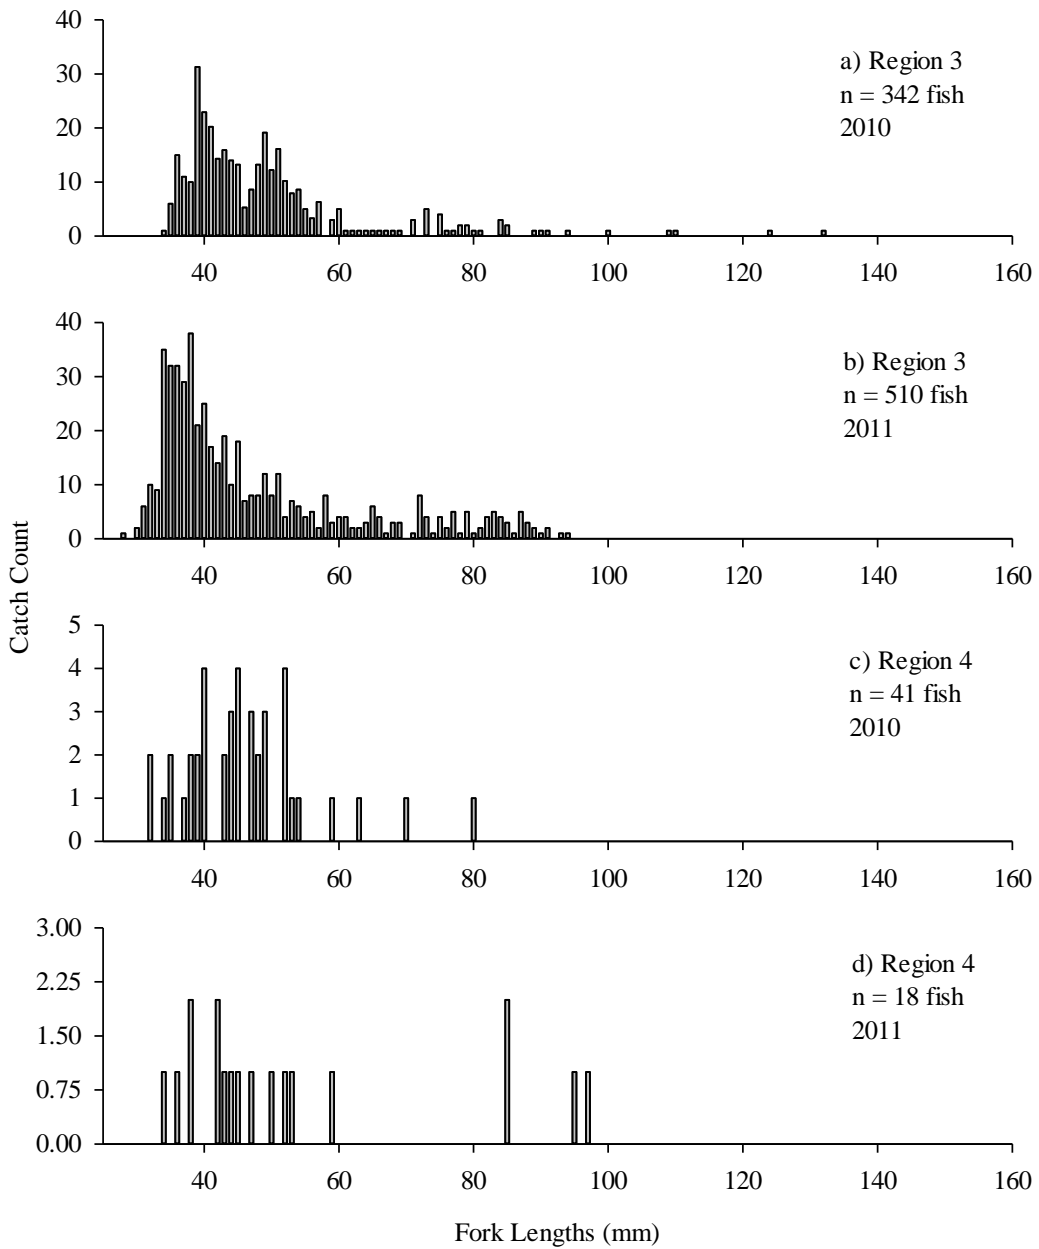 40
30
20
10
0
40 60 80 100 120 140 160
a) Region 3
n = 342 fish
2010
40
30
20
10
0
40 60 80 100 120 140 160
b) Region 3
n = 510 fish
2011
Catch Count
5
4
3
2
1
0
40 60 80 100 120 140 160
c) Region 4
n = 41 fish
2010
3.00
2.25
1.50
0.75
0.00
40 60 80 100 120 140 160
d) Region 4
n = 18 fish
2011
Fork Lengths (mm)